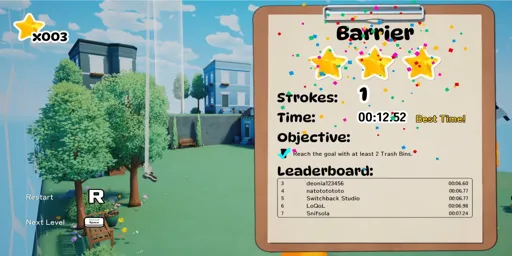 x003
Barrier
Strokes: 1
Time: 00:12.52 Best Time!
Objective:
Reach the goal with at least 2 Trash Bins.
Leaderboard:
3 deonia123456 00:06.60
4 natototototo 00:06.77
5 Switchback Studio 00:06.77
6 LoQoL 00:06.98
7 Snifsola 00:07.24
Restart R
Next Level